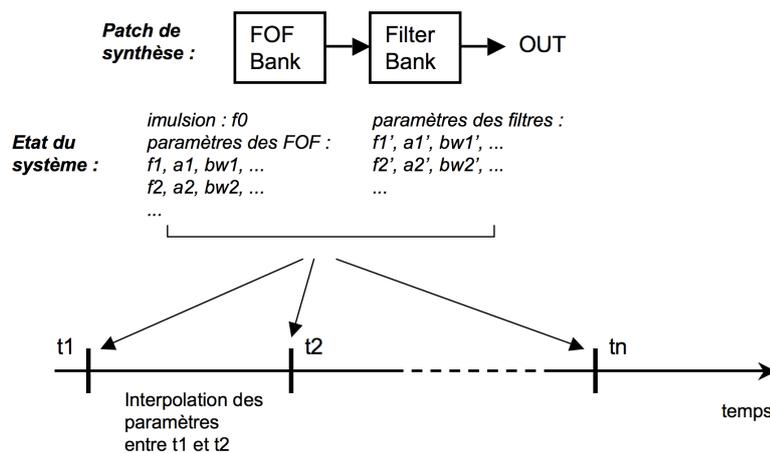 Patch de
synthèse :
FOF
Bank
Filter
Bank
OUT
Etat du
système :
imulsion : f0
paramètres des FOF :
f1, a1, bw1, ...
f2, a2, bw2, ...
...
paramètres des filtres :
f1', a1', bw1', ...
f2', a2', bw2', ...
...
t1
t2
tn
Interpolation des
paramètres
entre t1 et t2
temps